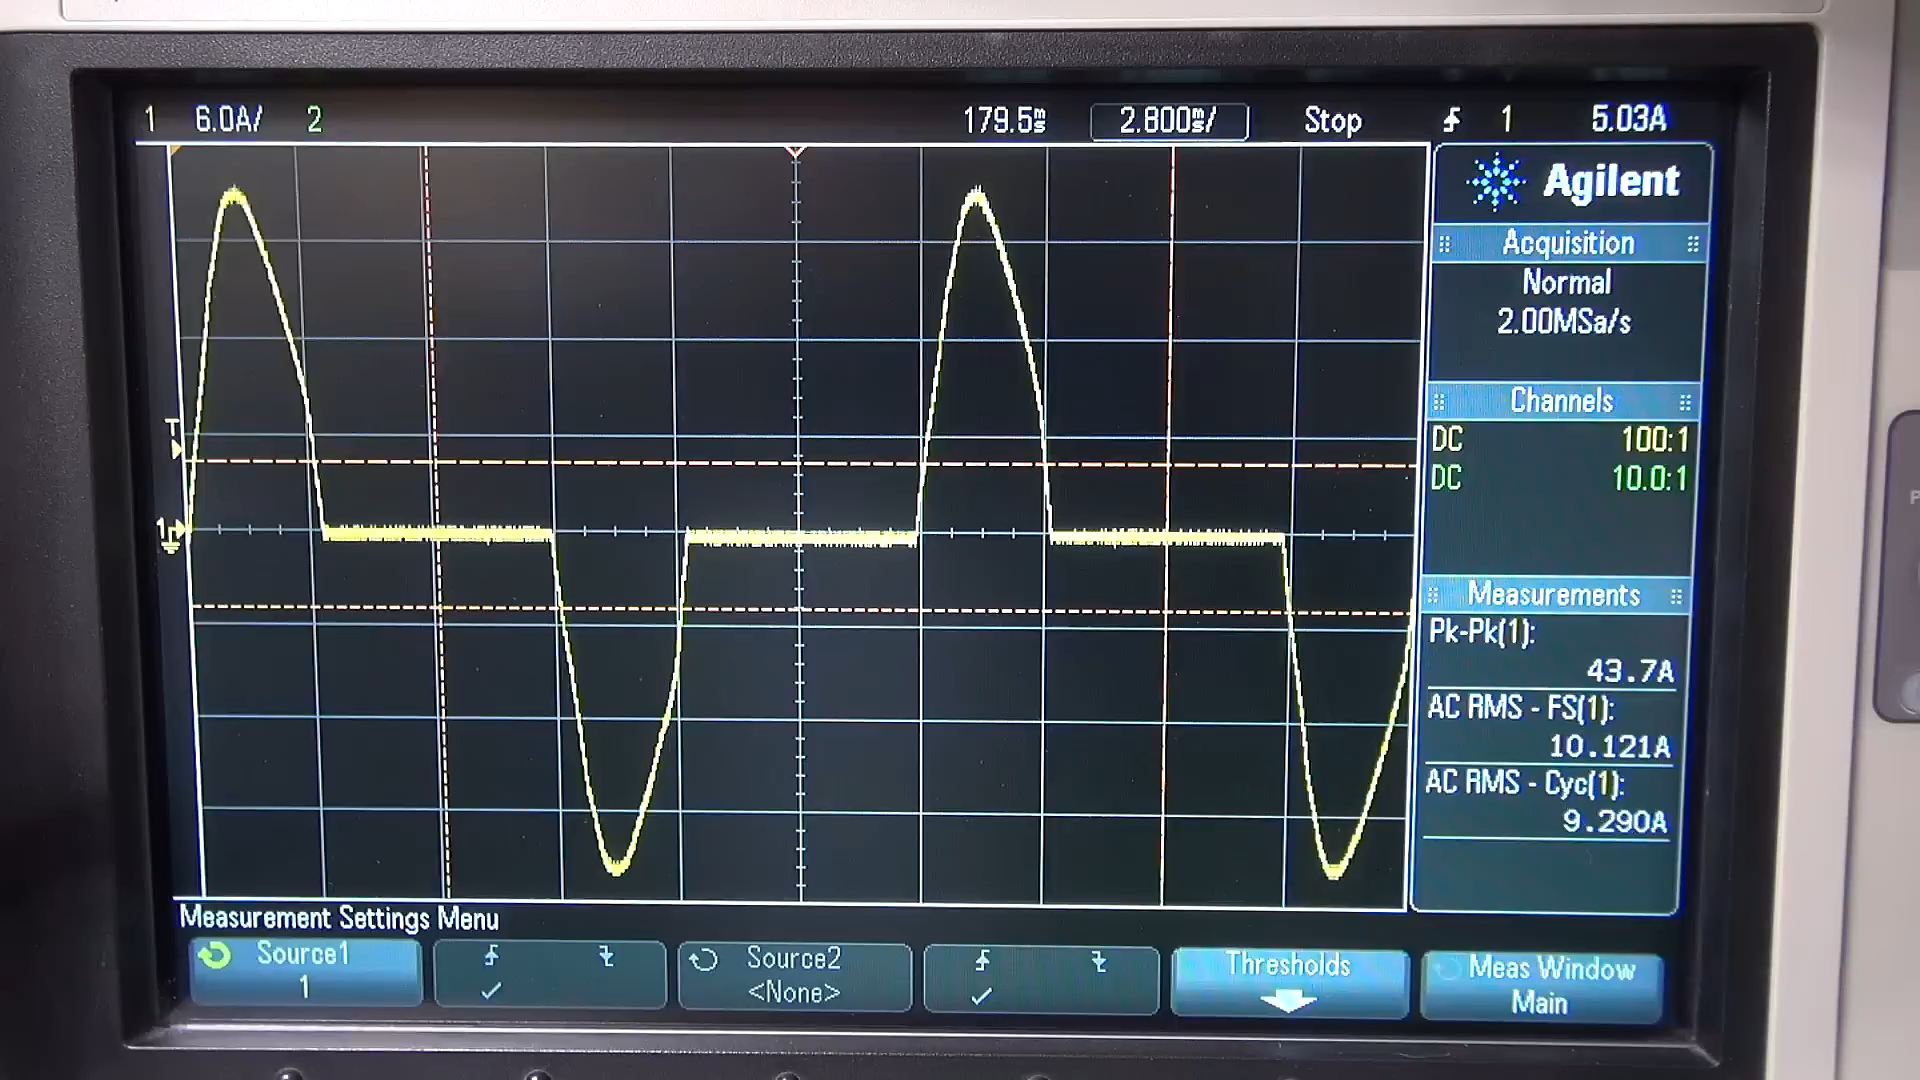 1 6.0A/ 2 179.5ms 2.800ms/ Stop 1 5.03A
Agilent
Acquisition
Normal
2.00MSa/s
Channels
DC 100:1
DC 10.0:1
T
1
Measurements
Pk-Pk(1):
43.7A
AC RMS - FS(1):
10.121A
AC RMS - Cyc(1):
9.290A
Measurement Settings Menu
Source1
1
Source2
<None>
Thresholds
Meas Window
Main